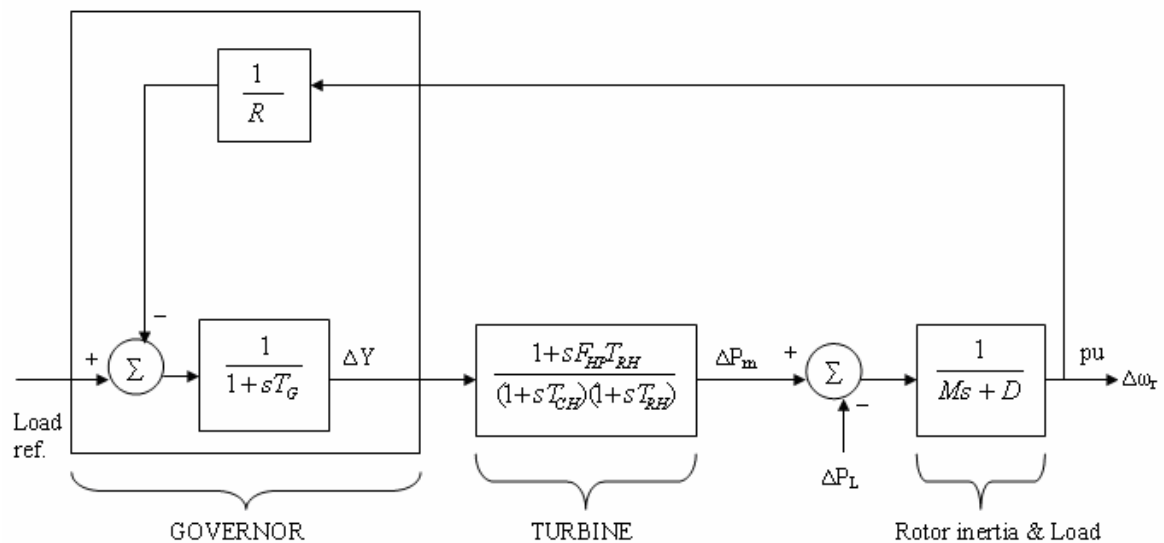 1
R
−
+
Σ
1
1+sT_G
ΔY
1+sF_HP T_RH
(1+sT_CH)(1+sT_RH)
ΔP_m
+
Σ
−
1
Ms + D
pu
Δω_r
Load
ref.
ΔP_L
GOVERNOR
TURBINE
Rotor inertia & Load